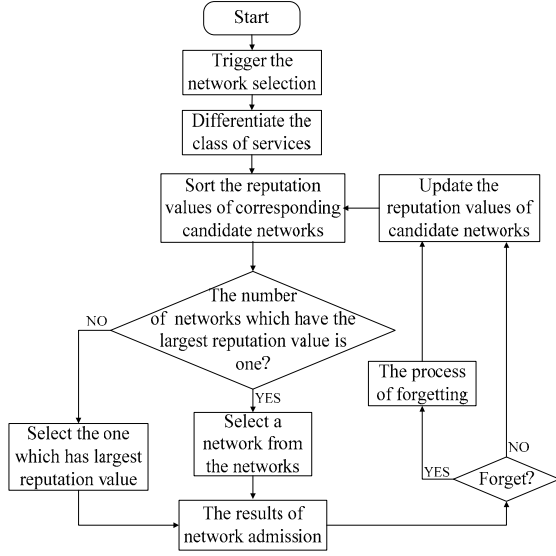 Start
Trigger the
network selection
Differentiate the
class of services
Sort the reputation
values of corresponding
candidate networks
Update the
reputation values of
candidate networks
The number
of networks which have the
largest reputation value is
one?
NO
YES
The process
of forgetting
Select the one
which has largest
reputation value
Select a
network from
the networks
NO
YES
Forget?
The results of
network admission